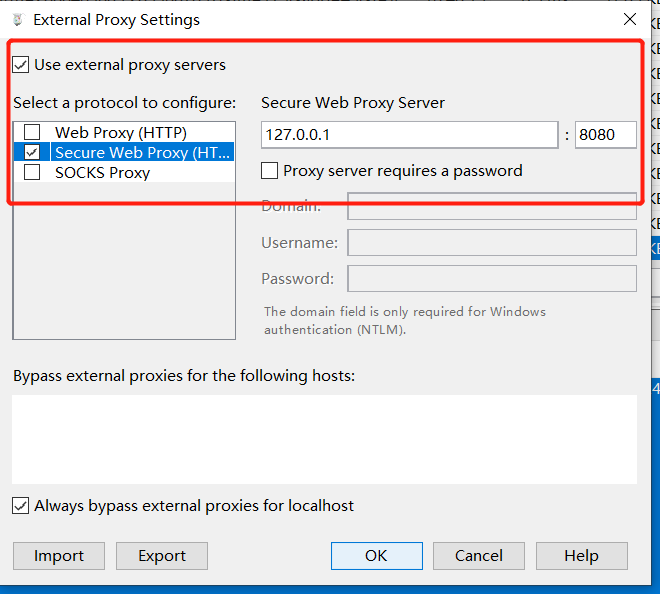 External Proxy Settings
Use external proxy servers
Select a protocol to configure:
Web Proxy (HTTP)
Secure Web Proxy (HT...
SOCKS Proxy
Secure Web Proxy Server
127.0.0.1 : 8080
Proxy server requires a password
Domain:
Username:
Password:
The domain field is only required for Windows
authentication (NTLM).
Bypass external proxies for the following hosts:
Always bypass external proxies for localhost
Import Export OK Cancel Help